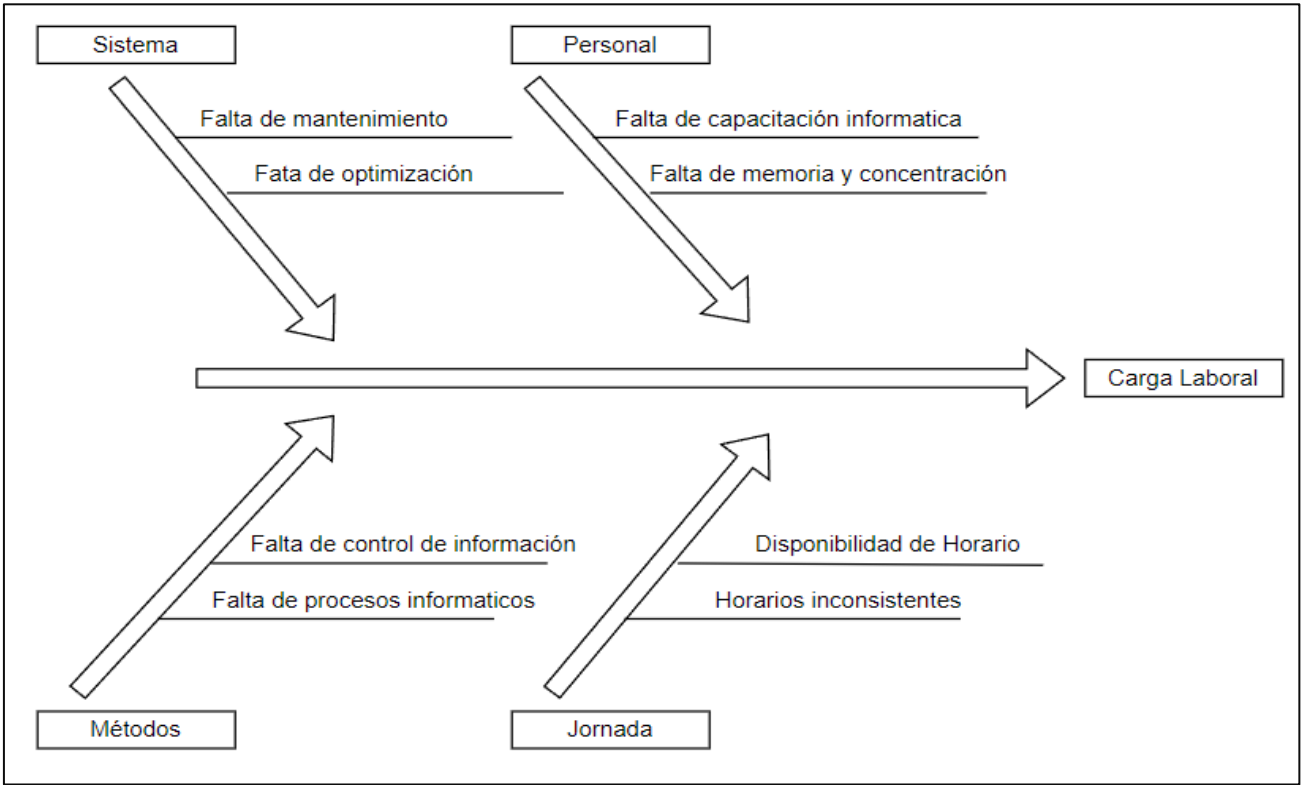 Sistema
Personal
Falta de mantenimiento
Falta de capacitación informatica
Fata de optimización
Falta de memoria y concentración
Carga Laboral
Falta de control de información
Disponibilidad de Horario
Falta de procesos informaticos
Horarios inconsistentes
Métodos
Jornada